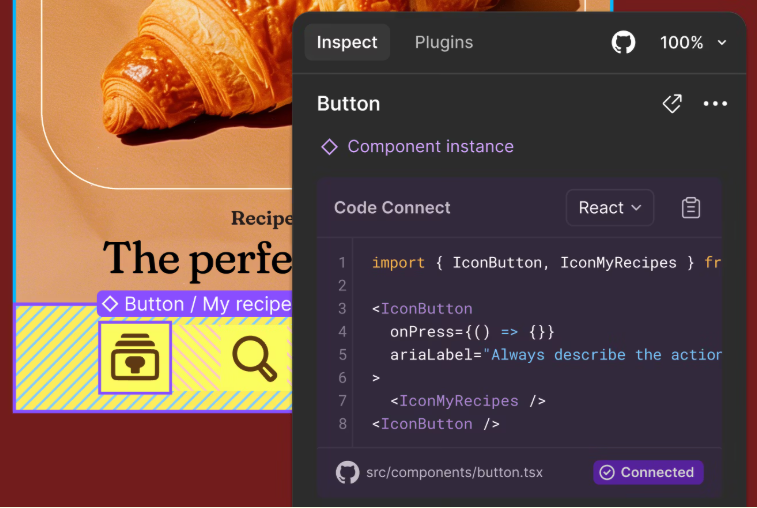 Recipe
The perfe
Button / My recipe
Inspect
Plugins
100%
Button
Component instance
Code Connect
React
1 import { IconButton, IconMyRecipes } fr
2
3 <IconButton
4 onPress={() => {}}
5 ariaLabel="Always describe the action
6 >
7 <IconMyRecipes />
8 <IconButton />
src/components/button.tsx
Connected